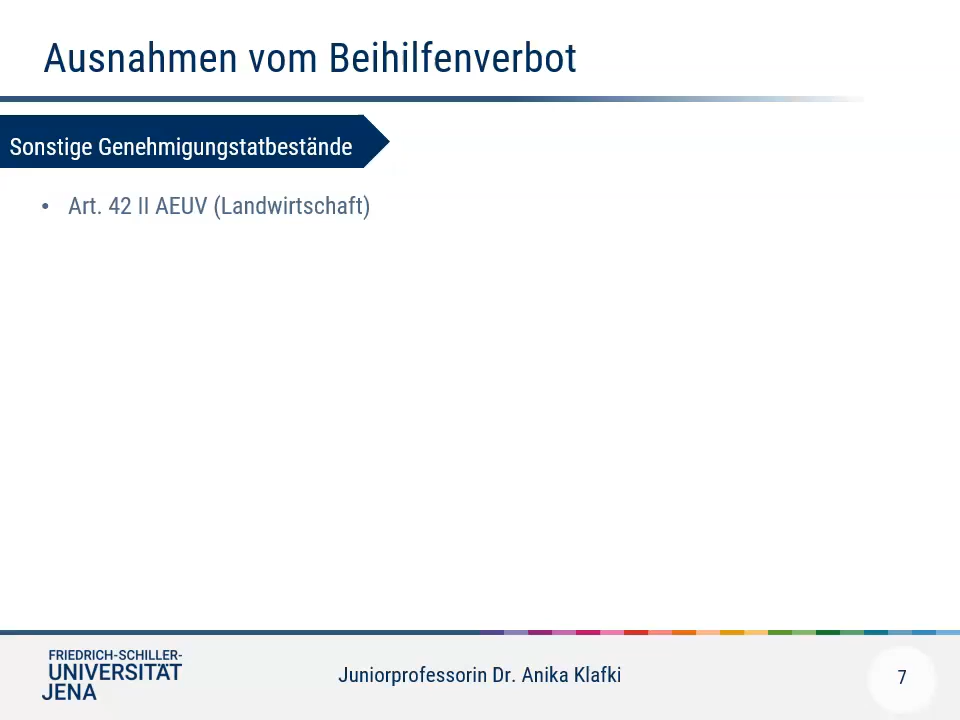 Ausnahmen vom Beihilfenverbot
Sonstige Genehmigungstatbestände
• Art. 42 II AEUV (Landwirtschaft)
FRIEDRICH-SCHILLER-
UNIVERSITÄT
JENA
Juniorprofessorin Dr. Anika Klafki
7